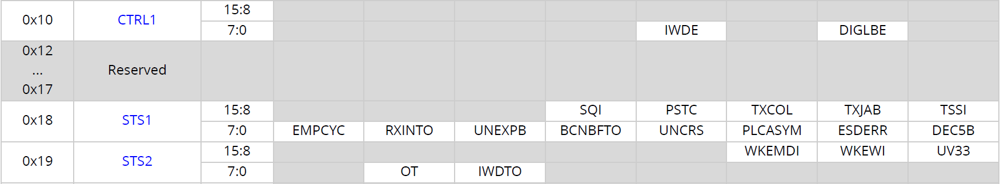 0x10 CTRL1 15:8
7:0 IWDE DIGLBE
0x12
...
0x17
Reserved
0x18 STS1 15:8 SQI PSTC TXCOL TXJAB TSSI
7:0 EMPCYC RXINTO UNEXPB BCNBFTO UNCRS PLCASYM ESDERR DEC5B
0x19 STS2 15:8 WKEMDI WKEWI UV33
7:0 OT IWDTO